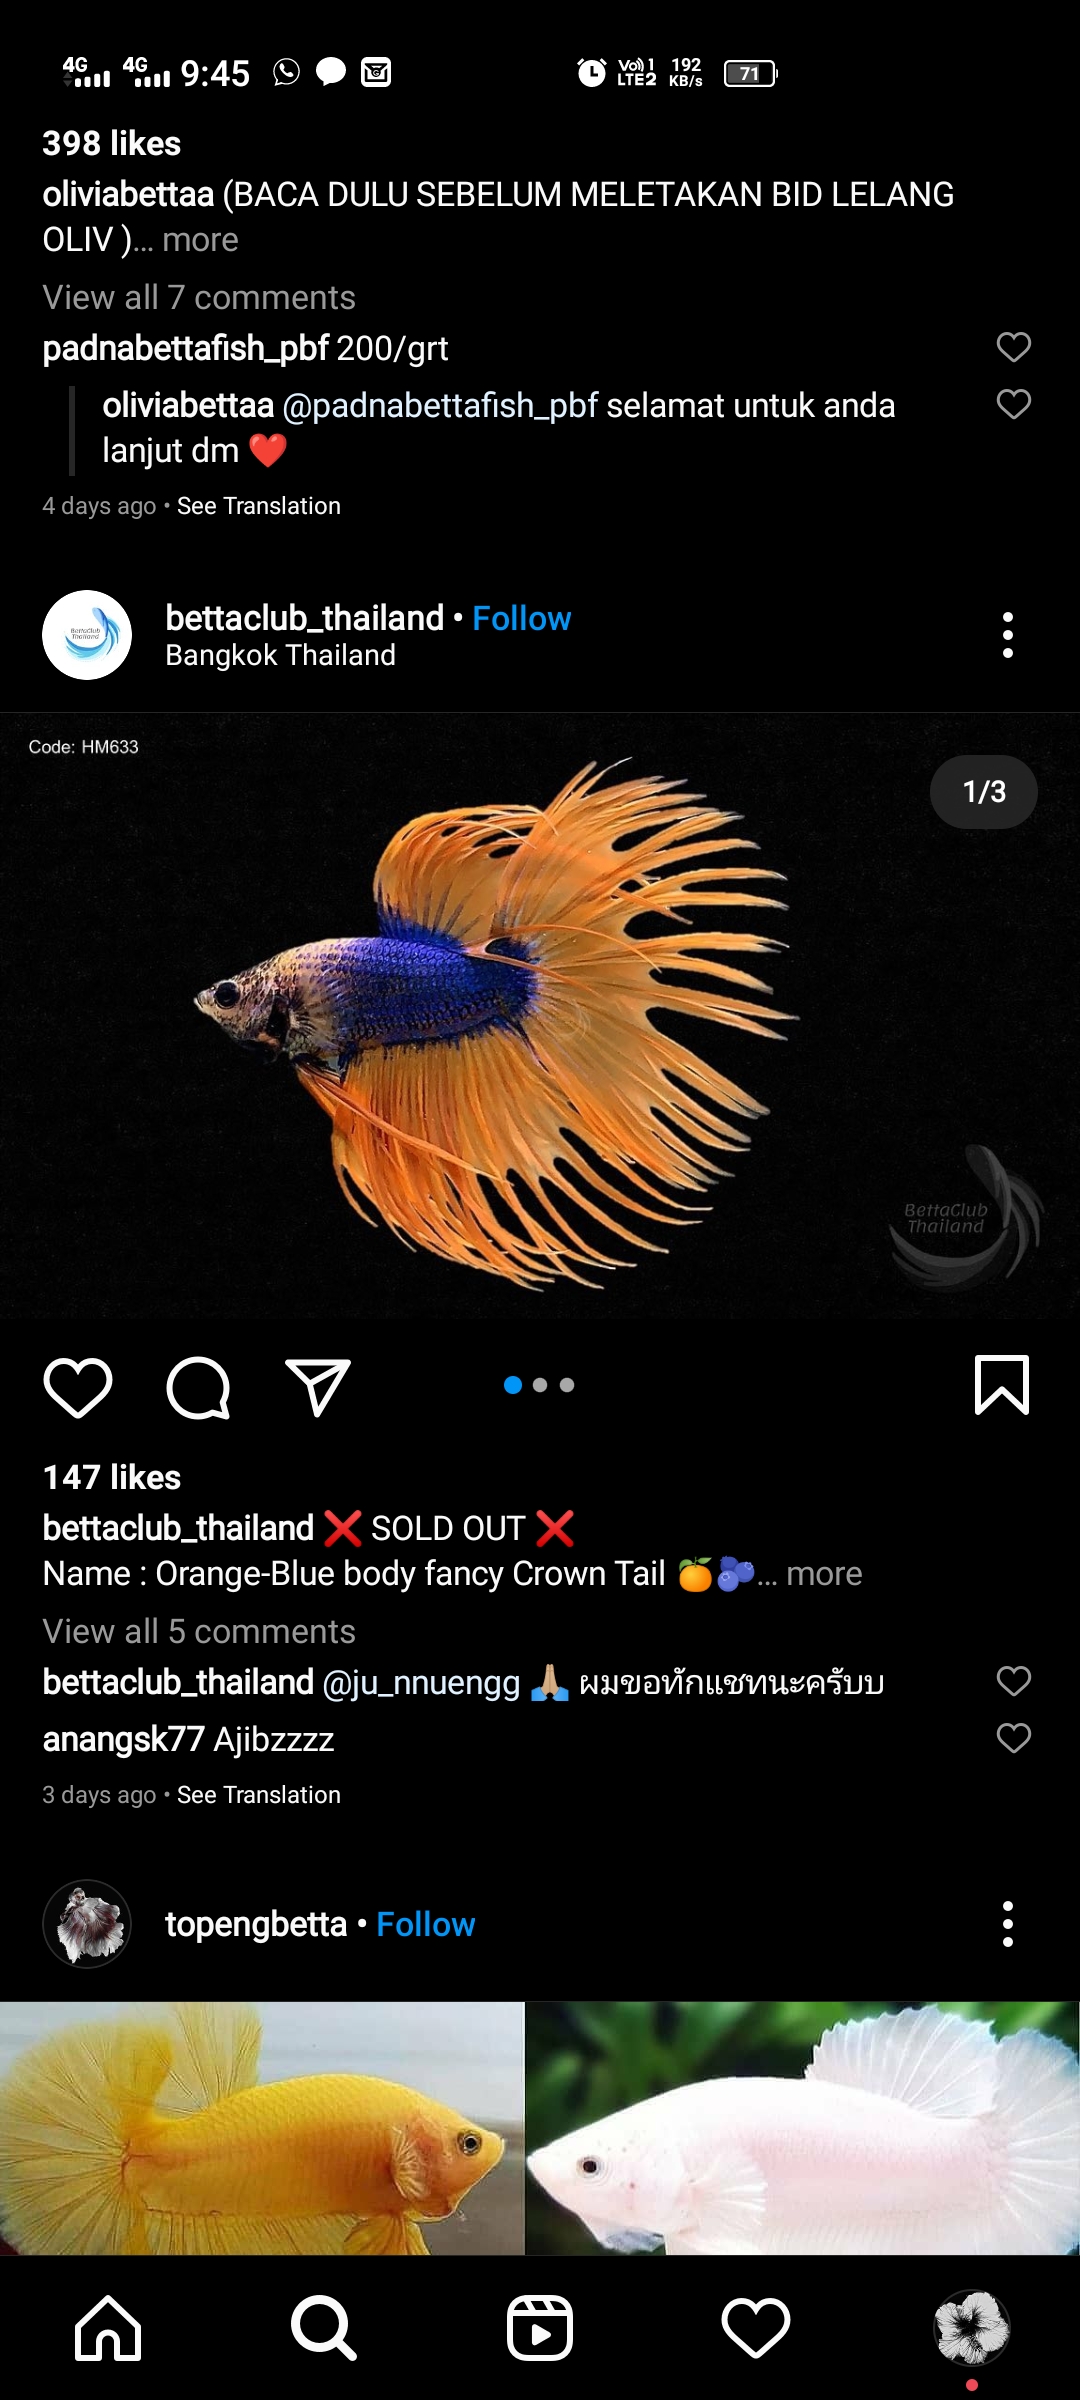 4G 4G 9:45 Vo)) 1 LTE2 192 KB/s 71
398 likes
oliviabettaa (BACA DULU SEBELUM MELETAKAN BID LELANG
OLIV )... more
View all 7 comments
padnabettafish_pbf 200/grt
oliviabettaa @padnabettafish_pbf selamat untuk anda
lanjut dm ❤️
4 days ago • See Translation
BettaClub
Thailand
bettaclub_thailand • Follow
Bangkok Thailand
Code: HM633
1/3
BettaClub
Thailand
147 likes
bettaclub_thailand ❌ SOLD OUT ❌
Name : Orange-Blue body fancy Crown Tail 🍊🫐... more
View all 5 comments
bettaclub_thailand @ju_nnuengg 🙏🏼 ผมขอทักแชทนะครับบ
anangsk77 Ajibzzzz
3 days ago • See Translation
topengbetta • Follow